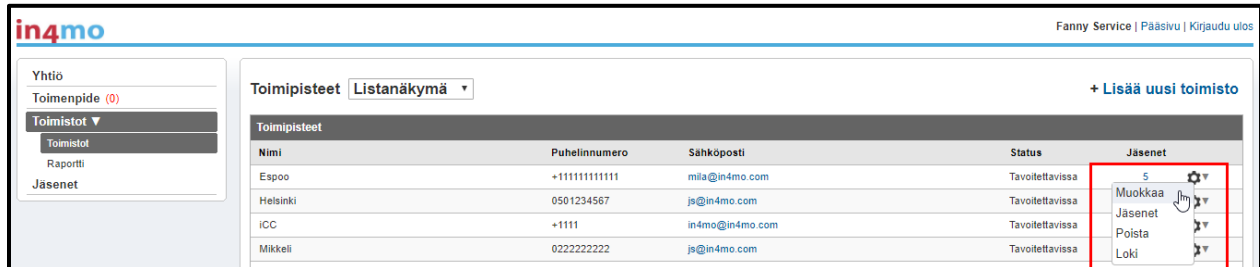 in4mo
Fanny Service | Pääsivu | Kirjaudu ulos
Yhtiö
Toimenpide (0)
Toimistot ▼
Toimistot
Raportti
Jäsenet
Toimipisteet Listanäkymä ▼
+ Lisää uusi toimisto
Toimipisteet
Nimi Puhelinnumero Sähköposti Status Jäsenet
Espoo +111111111111 mila@in4mo.com Tavoitettavissa 5
Helsinki 0501234567 js@in4mo.com Tavoitettavissa
iCC +1111 in4mo@in4mo.com Tavoitettavissa
Mikkeli 0222222222 js@in4mo.com Tavoitettavissa
Muokkaa
Jäsenet
Poista
Loki